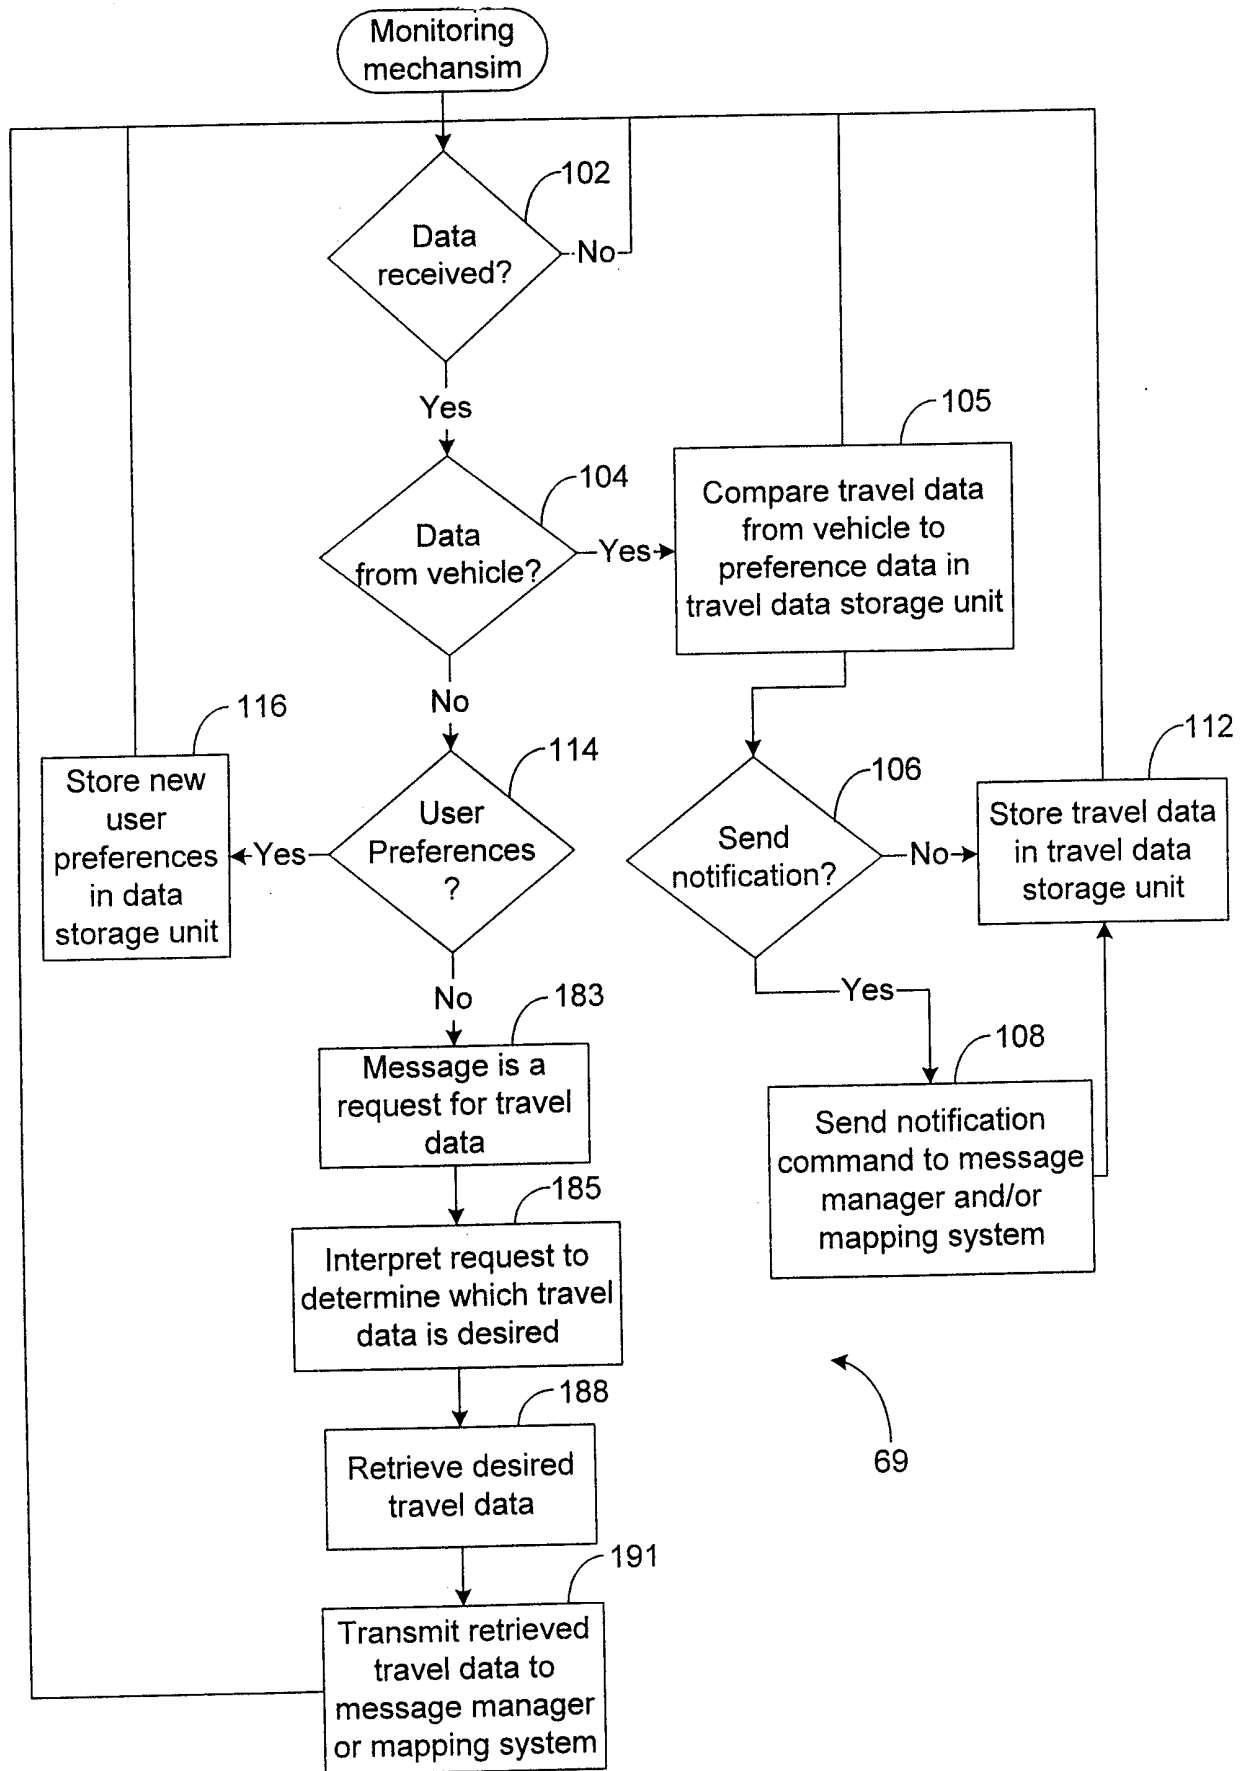 Monitoring
mechansim
102
Data
received?
No
Yes
105
104
Compare travel data
from vehicle to
preference data in
travel data storage unit
Data
from vehicle?
Yes
No
116
114
112
106
Store new
user
preferences
in data
storage unit
Yes
User
Preferences
?
Send
notification?
No
Store travel data
in travel data
storage unit
No
Yes
183
108
Message is a
request for travel
data
Send notification
command to message
manager and/or
mapping system
185
Interpret request to
determine which travel
data is desired
188
69
Retrieve desired
travel data
191
Transmit retrieved
travel data to
message manager
or mapping system